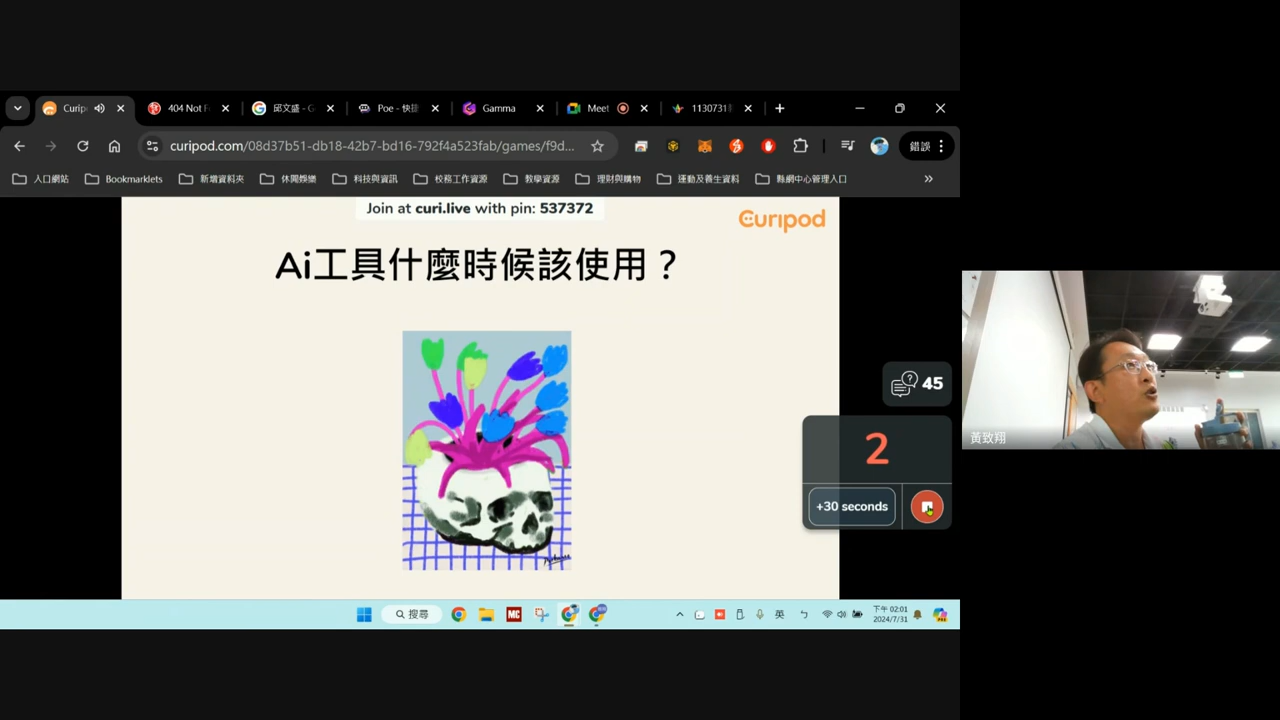 Curip
404 Not F
邱文盛 - G
Poe - 快捷
Gamma
Meet
1130731
curipod.com/08d37b51-db18-42b7-bd16-792f4a523fab/games/f9d...
錯誤
人口網站
Bookmarklets
新增資料夾
休閒娛樂
科技與資訊
校務工作資源
教學資源
理財與購物
運動及養生資料
縣網中心管理入口
»
Join at curi.live with pin: 537372
Curipod
Ai工具什麼時候該使用？
45
2
+30 seconds
黃致翔
搜尋
MC
英
ㄅ
下午 02:01
2024/7/31